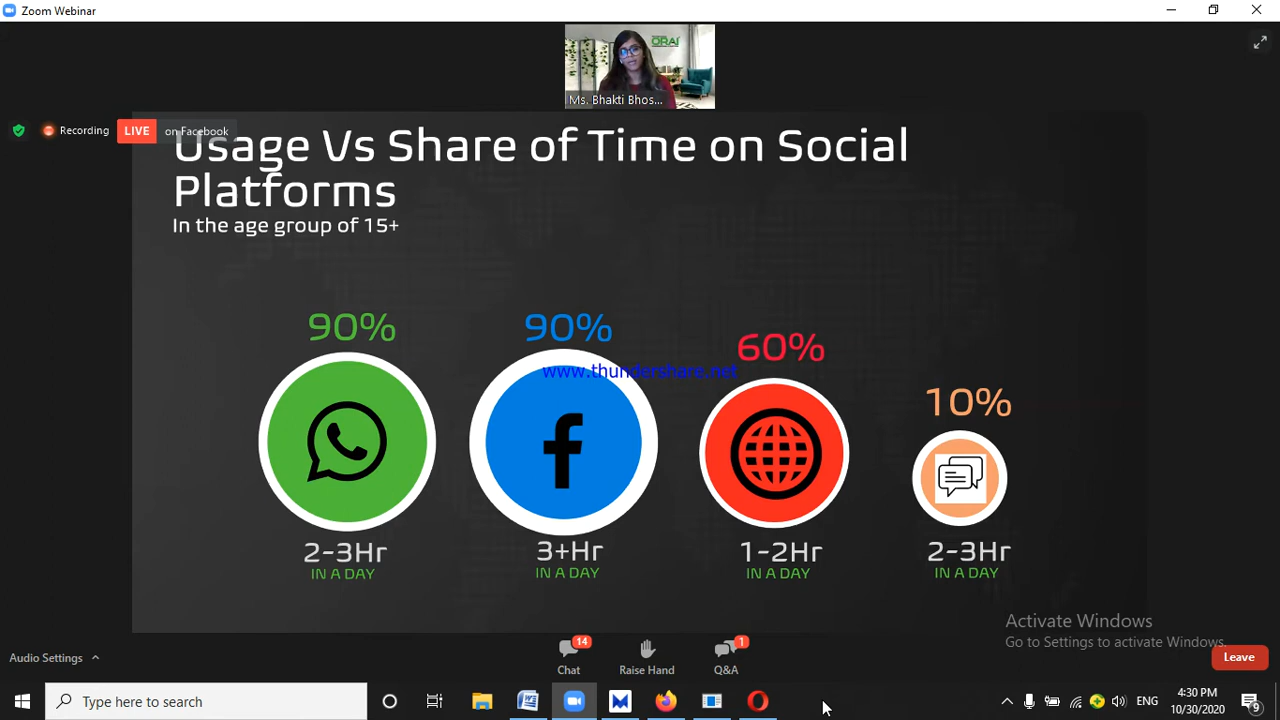 Zoom Webinar
ORAI
Ms. Bhakti Bhos...
Recording
LIVE
on Facebook
Usage Vs Share of Time on Social
Platforms
In the age group of 15+
90%
90%
60%
10%
www.thundershare.net
2-3Hr
3+Hr
1-2Hr
2-3Hr
IN A DAY
IN A DAY
IN A DAY
IN A DAY
Activate Windows
Go to Settings to activate Windows.
Audio Settings
14
Chat
Raise Hand
1
Q&A
Leave
Type here to search
ENG
4:30 PM
10/30/2020
9